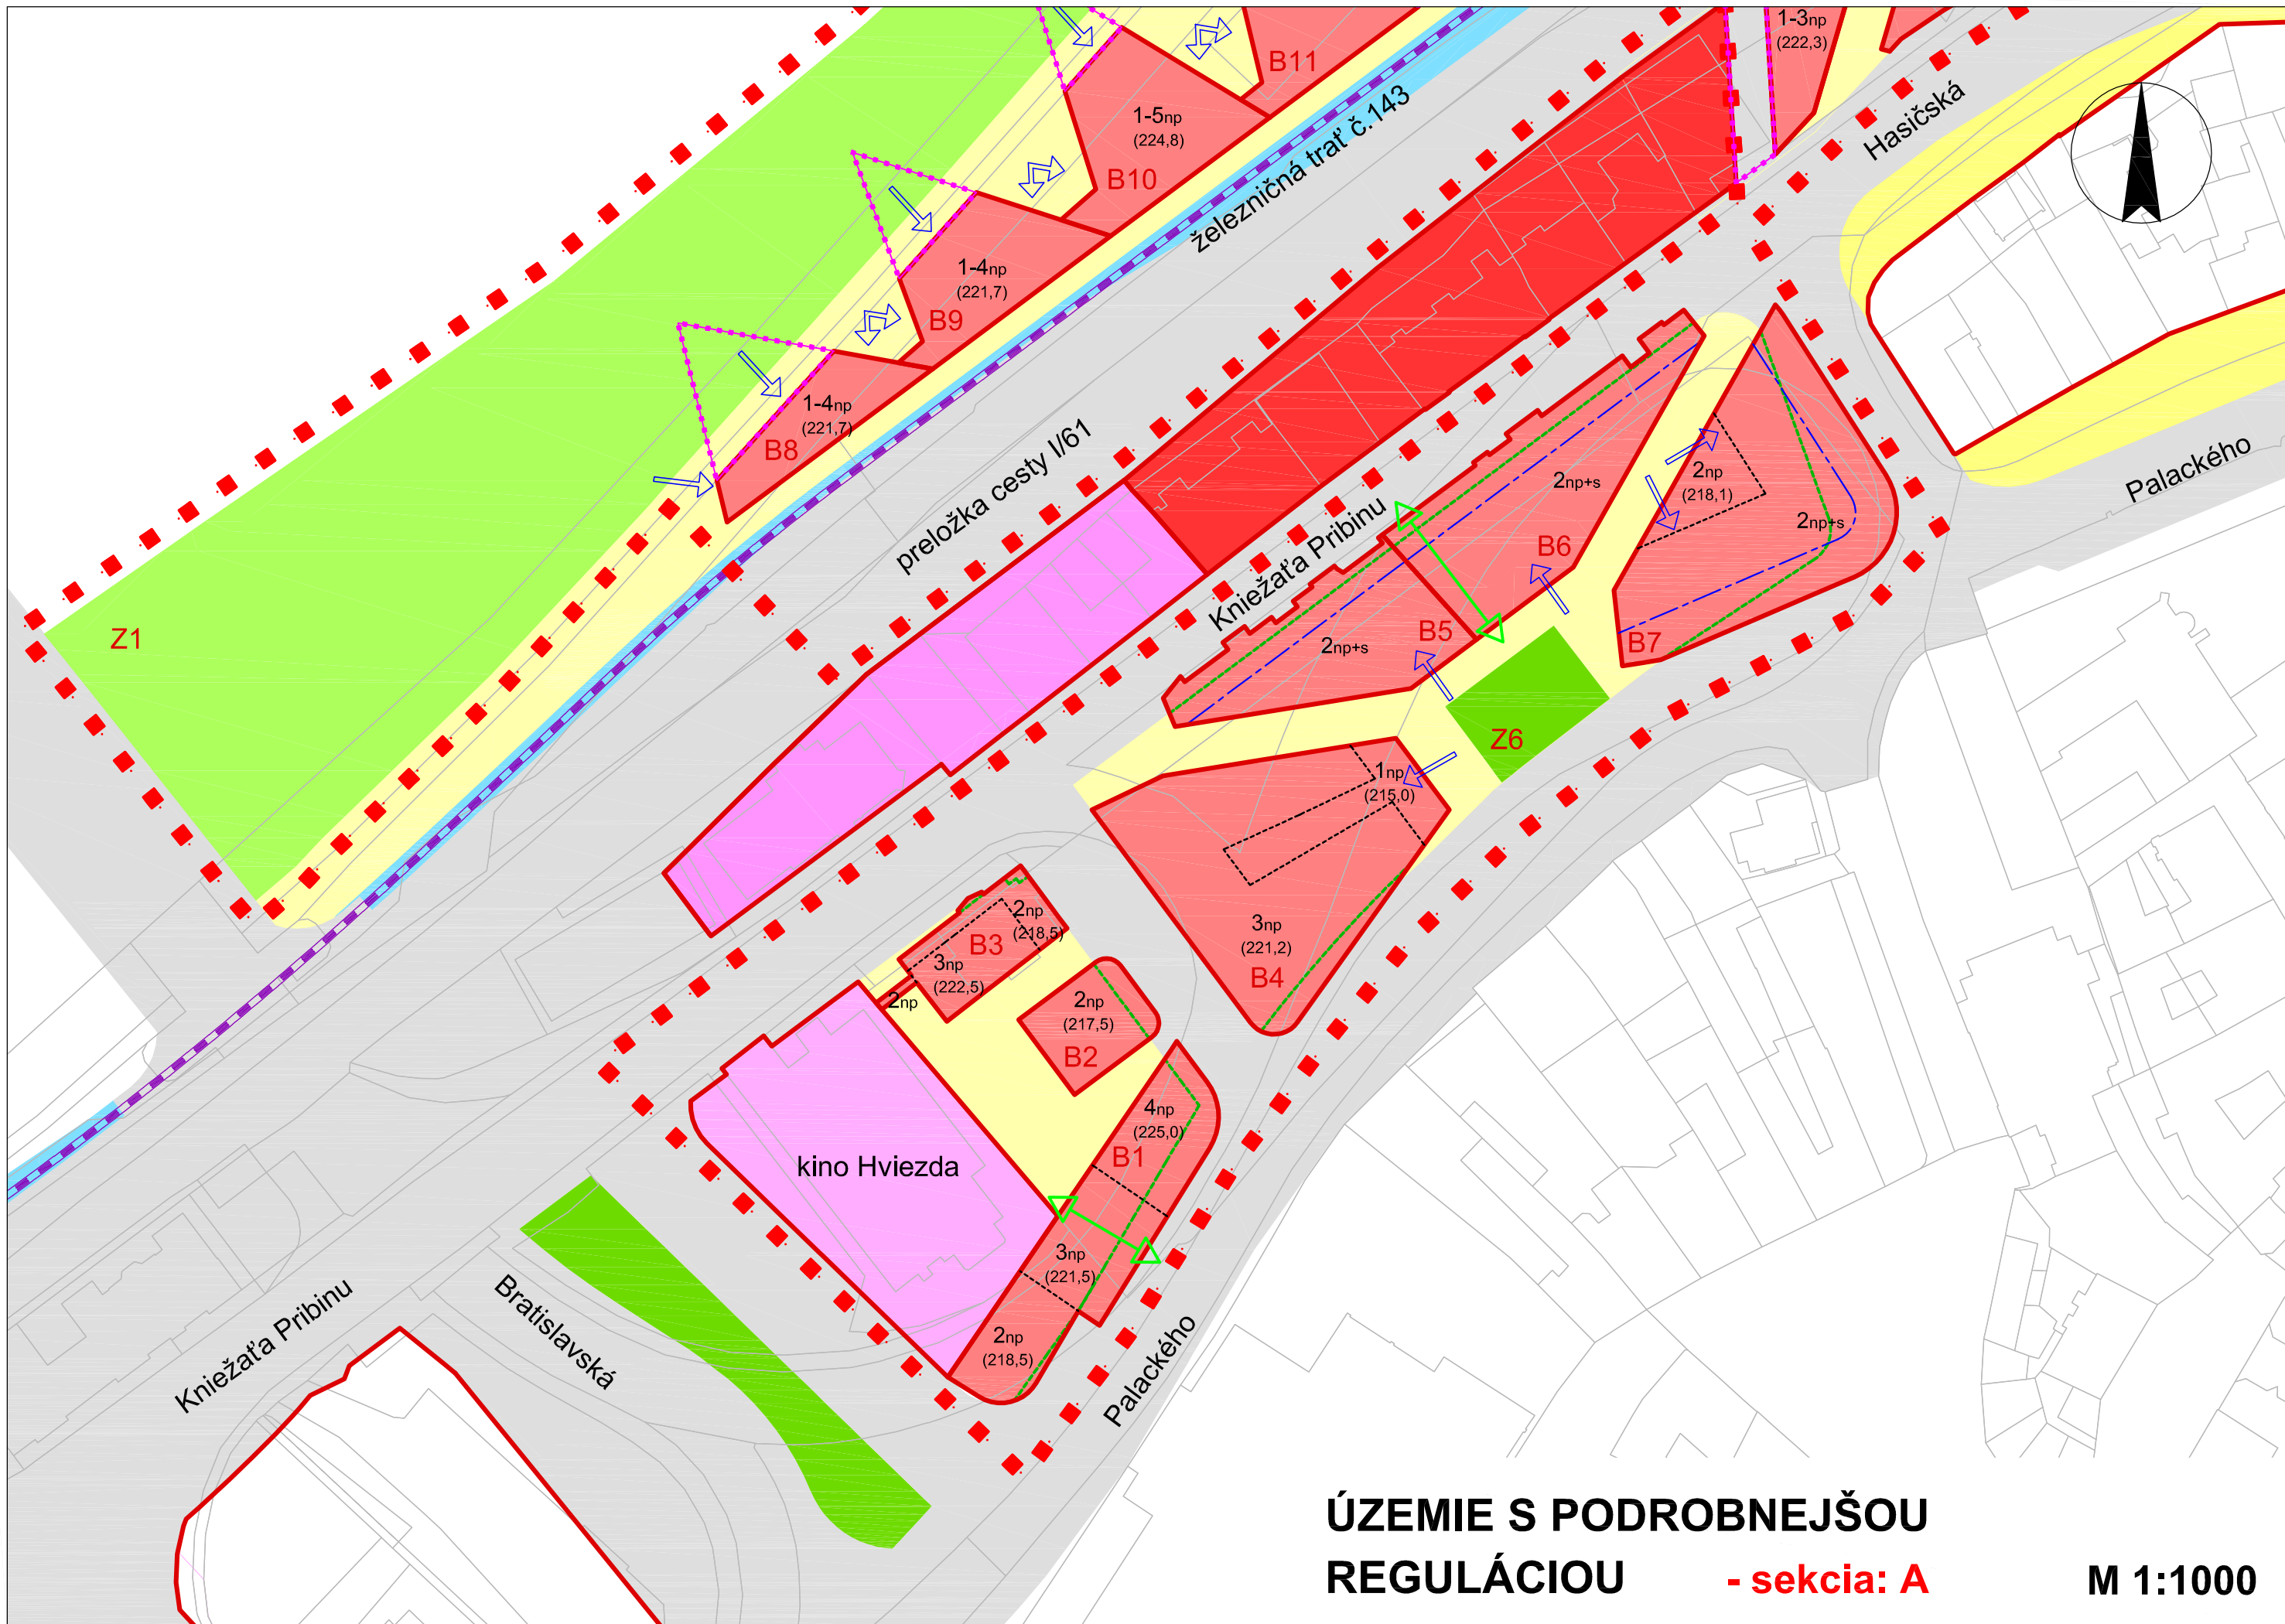 1-3np
(222,3)
B11
Hasičská
1-5np
(224,8)
B10
železničná trať č.143
1-4np
(221,7)
B9
1-4np
(221,7)
B8
preložka cesty I/61
Palackého
2np+s
2np
(218,1)
2np+s
B6
Kniežaťa Pribinu
B5
2np+s
B7
Z1
Z6
1np
(215,0)
3np
(221,2)
B4
2np
(218,5)
B3
3np
(222,5)
2np
2np
(217,5)
B2
4np
(225,0)
B1
kino Hviezda
3np
(221,5)
2np
(218,5)
Kniežaťa Pribinu
Bratislavská
Palackého
ÚZEMIE S PODROBNEJŠOU
REGULÁCIOU - sekcia: A M 1:1000